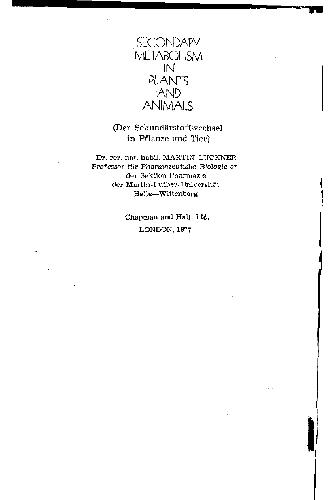 SECONDARY
METABOLISM
IN
PLANTS
AND
ANIMALS
(Der Sekundärstoffwechsel
in Pflanze und Tier)
Dr. rer. nat. habil. MARTIN LUCKNER
Professor für Pharmazeutische Biologie an
der Sektion Pharmazie
der Martin-Luther-Universität
Halle—Wittenberg
Chapman and Hall Ltd.
LONDON, 1977